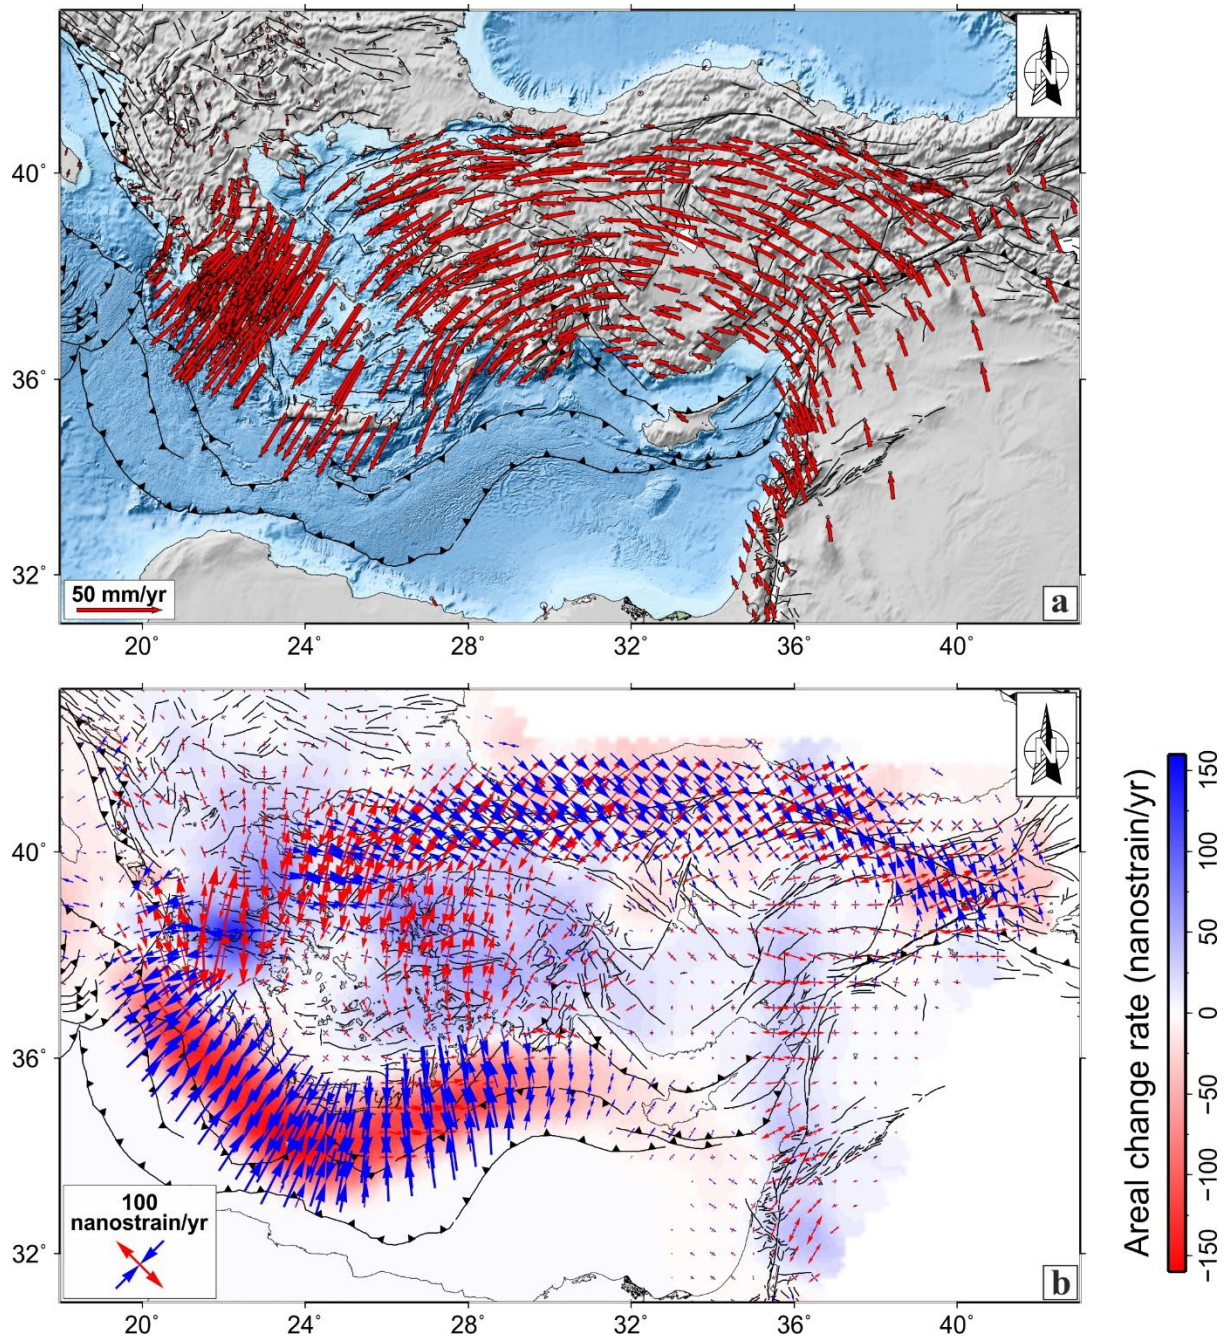 N
40°
36°
32°
50 mm/yr
a
20° 24° 28° 32° 36° 40°
N
40°
36°
32°
100
nanostrain/yr
b
20° 24° 28° 32° 36° 40°
Areal change rate (nanostrain/yr)
150
100
50
0
−50
−100
−150